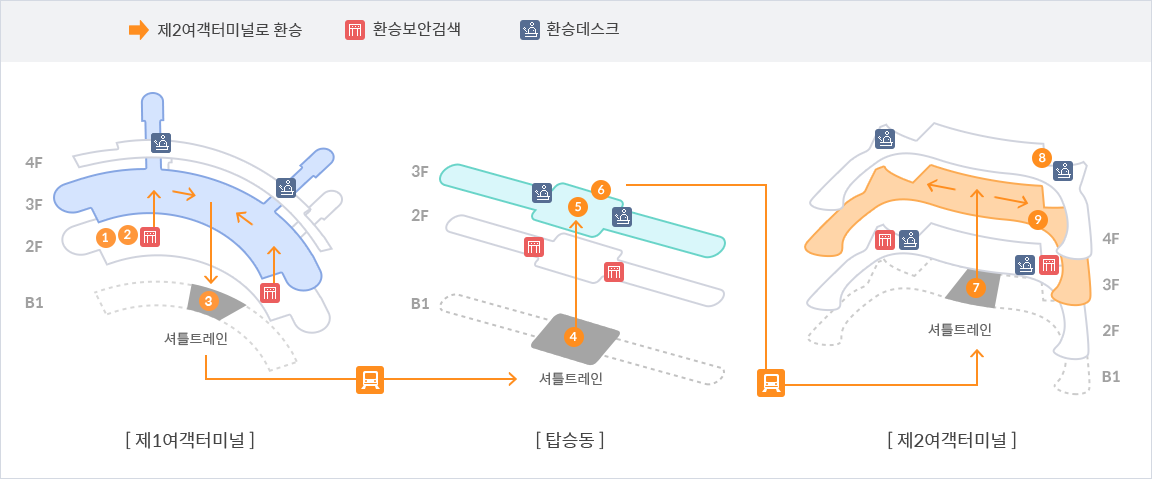 제2여객터미널로 환승
환승보안검색
환승데스크
4F
3F
2F
B1
1
2
3
셔틀트레인
[ 제1여객터미널 ]
3F
2F
B1
5
6
4
셔틀트레인
[ 탑승동 ]
8
9
7
셔틀트레인
4F
3F
2F
B1
[ 제2여객터미널 ]